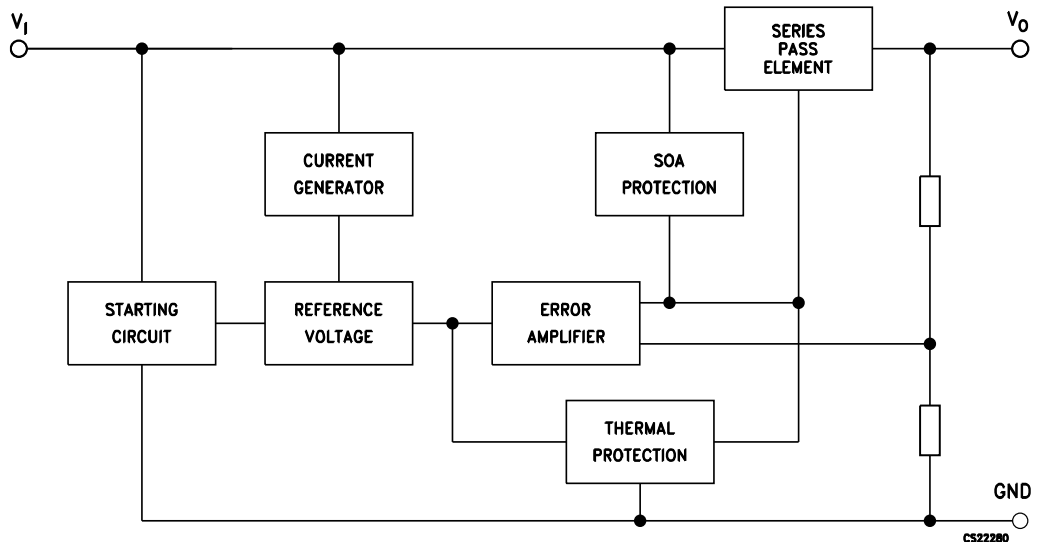 VI
VO
SERIES
PASS
ELEMENT
CURRENT
GENERATOR
SOA
PROTECTION
STARTING
CIRCUIT
REFERENCE
VOLTAGE
ERROR
AMPLIFIER
THERMAL
PROTECTION
GND
CS22280